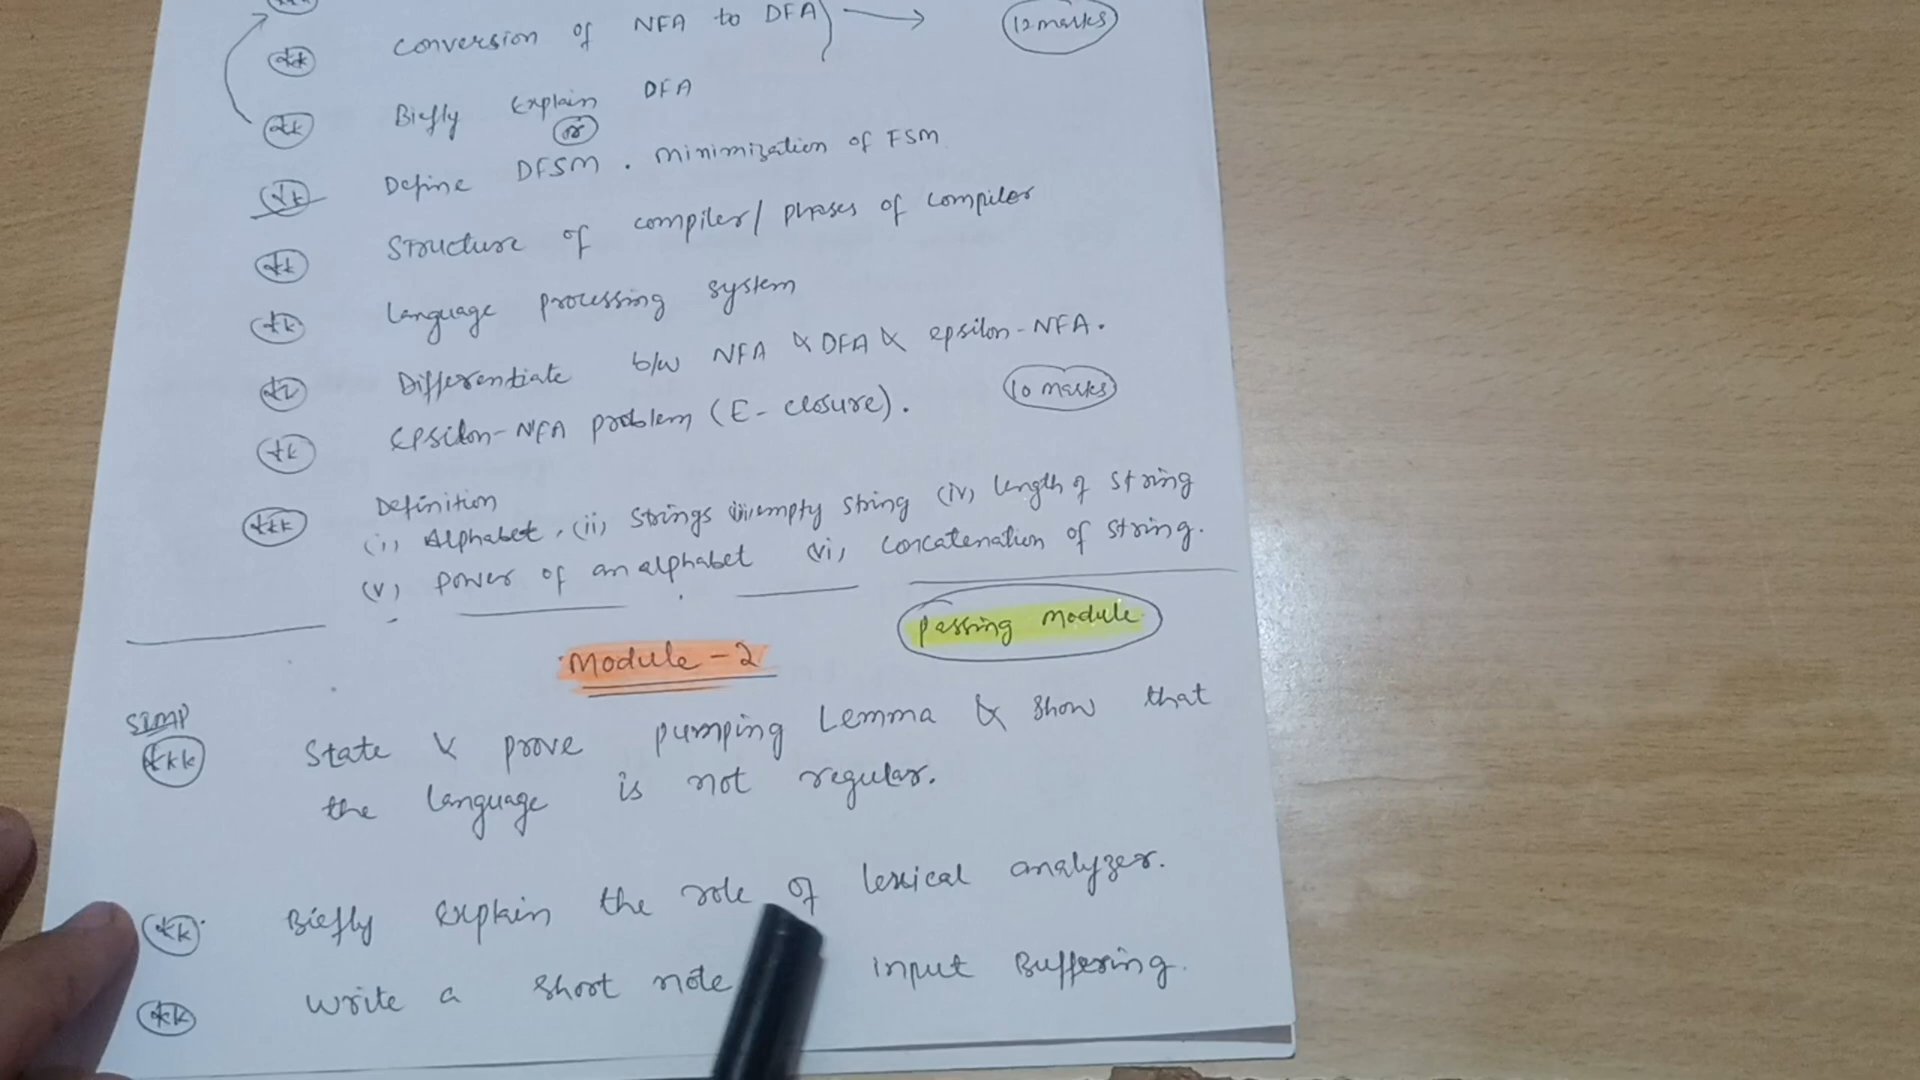 conversion of NFA to DFA 12 marks
Biefly Explain DFA
or
Define DFSM . minimization of FSM
Structure of compiler/ phases of compiler
Language processing system
Differentiate b/w NFA & DFA & epsilon-NFA.
Epsilon-NFA problem (E-closure). 10 marks
Definition
(i) Alphabet, (ii) Strings (iii) empty string (iv) length of string
(v) power of an alphabet (vi) concatenation of string.
Passing module
Module-2
SIMP
State & prove pumping Lemma & show that
the language is not regular.
Biefly explain the role of lexical analyzer.
Write a short note input Buffering.